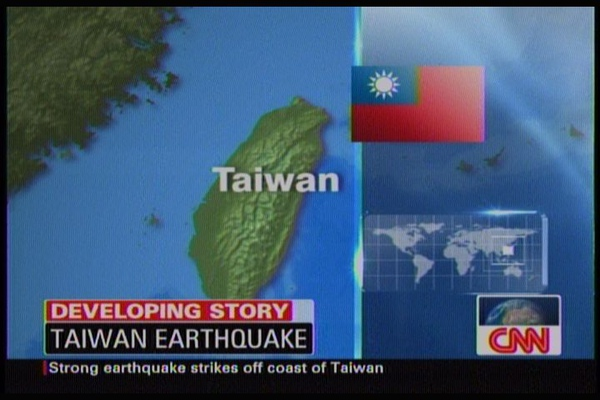 Taiwan
DEVELOPING STORY
TAIWAN EARTHQUAKE
CNN
Strong earthquake strikes off coast of Taiwan